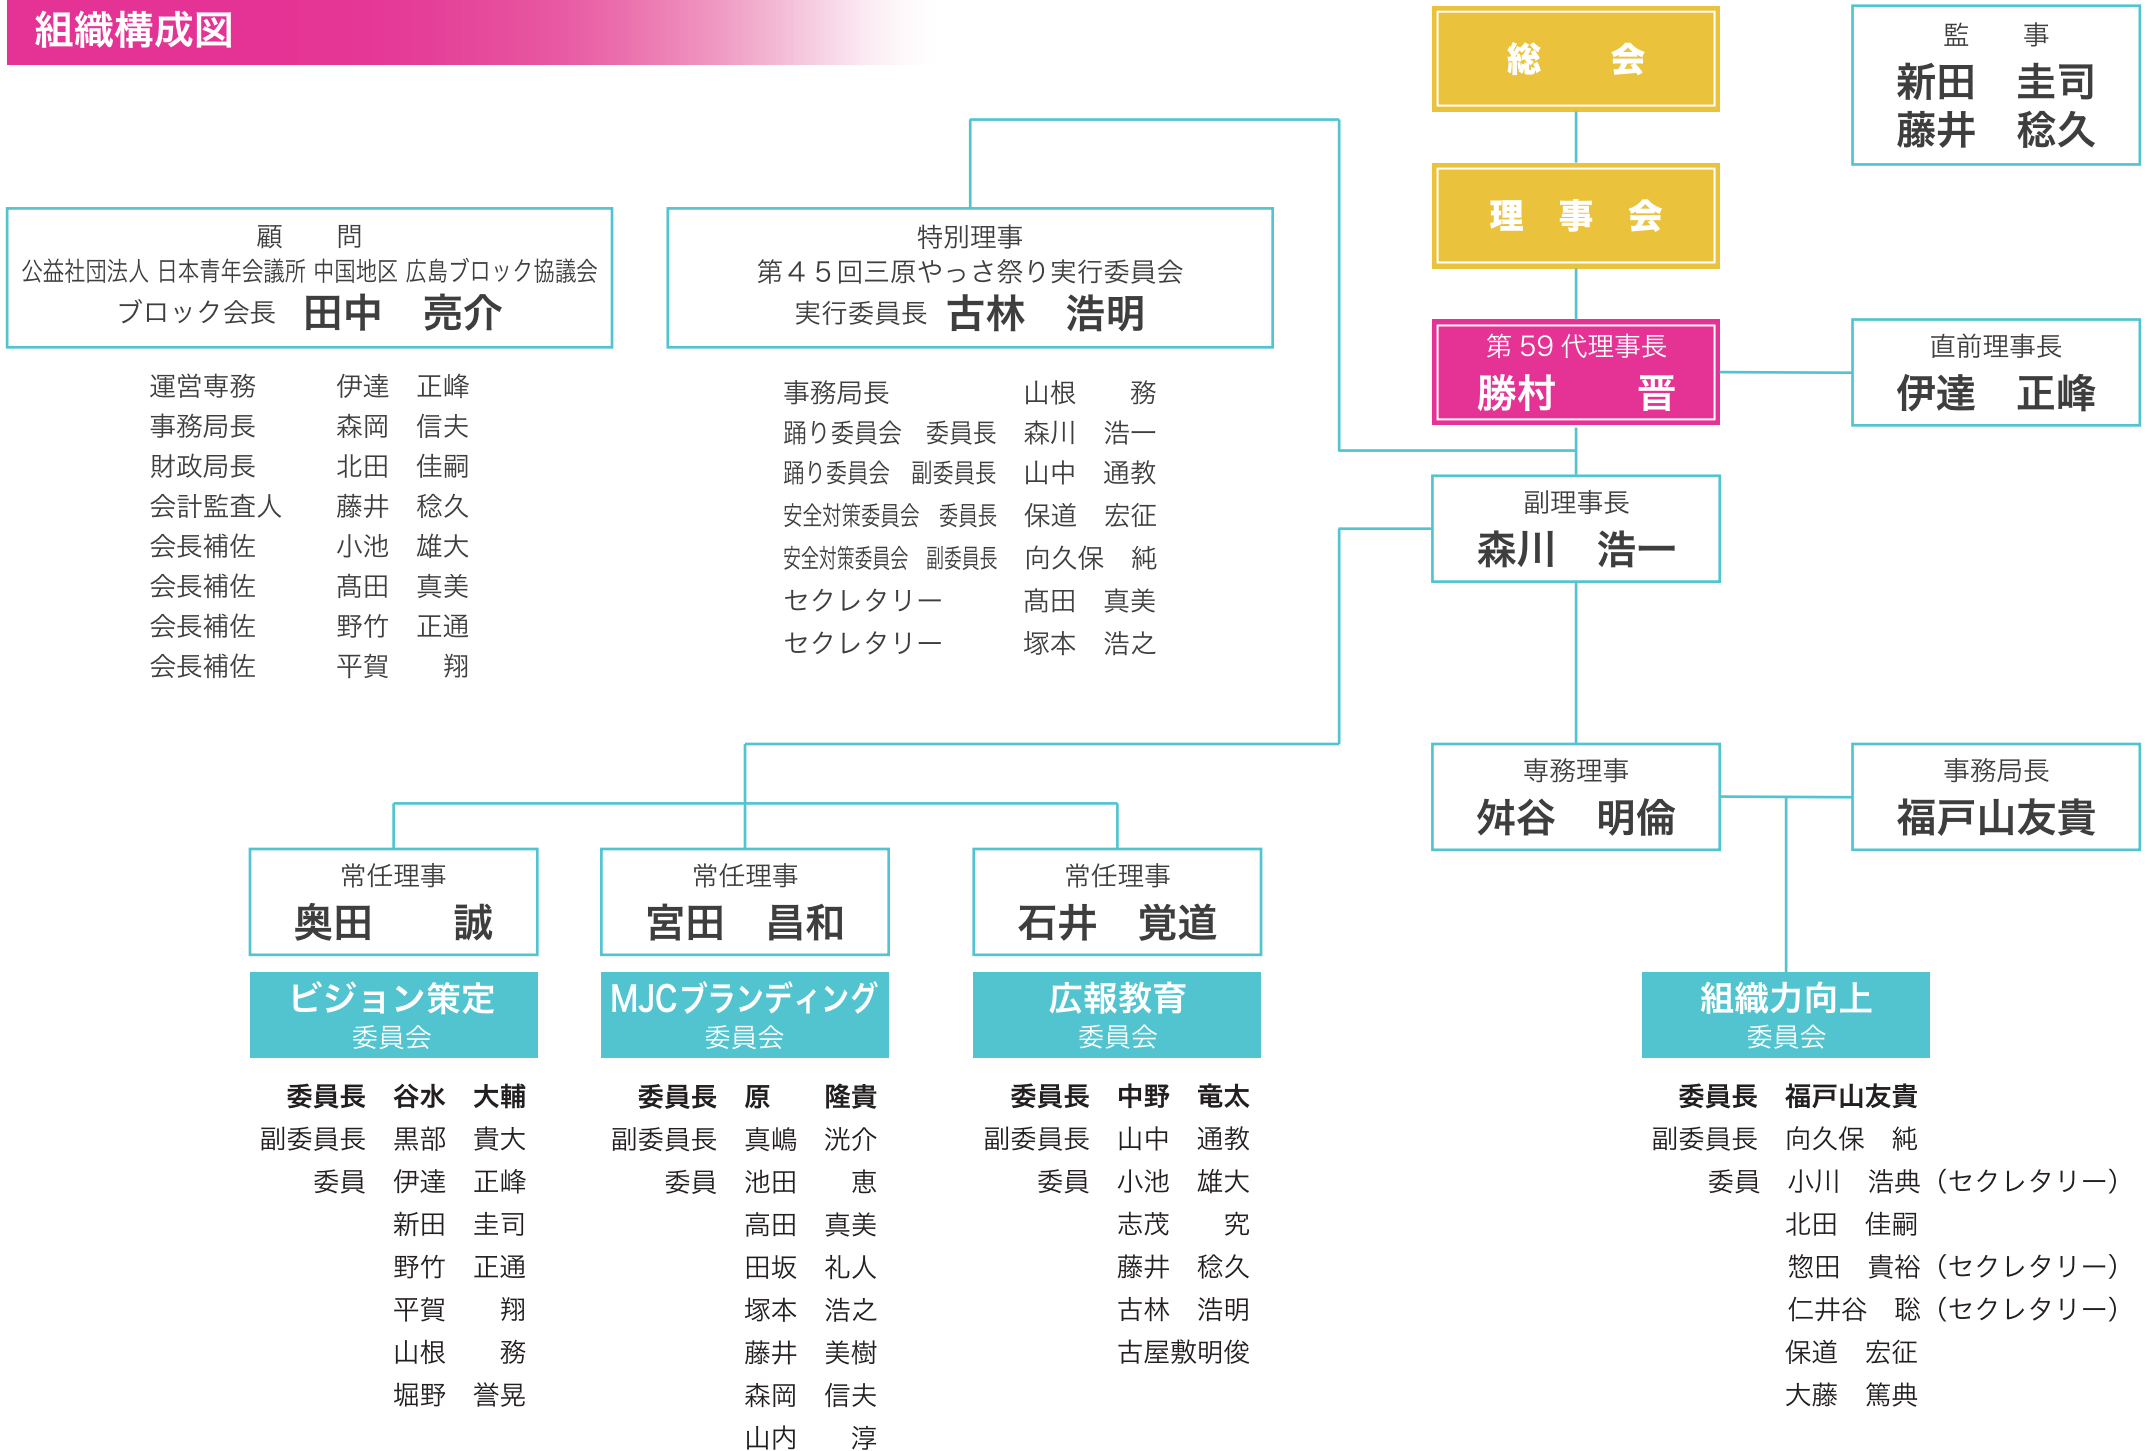 組織構成図
総　会
監　事
新田　圭司
藤井　稔久
理　事　会
顧　問
公益社団法人 日本青年会議所 中国地区 広島ブロック協議会
ブロック会長　田中　亮介
特別理事
第４５回三原やっさ祭り実行委員会
実行委員長　古林　浩明
第 59 代理事長
勝村　　晋
直前理事長
伊達　正峰
運営専務　伊達　正峰
事務局長　森岡　信夫
財政局長　北田　佳嗣
会計監査人　藤井　稔久
会長補佐　小池　雄大
会長補佐　髙田　真美
会長補佐　野竹　正通
会長補佐　平賀　　翔
事務局長　山根　　務
踊り委員会　委員長　森川　浩一
踊り委員会　副委員長　山中　通教
安全対策委員会　委員長　保道　宏征
安全対策委員会　副委員長　向久保　純
セクレタリー　髙田　真美
セクレタリー　塚本　浩之
副理事長
森川　浩一
専務理事
舛谷　明倫
事務局長
福戸山友貴
常任理事
奥田　　誠
ビジョン策定
委員会
委員長　谷水　大輔
副委員長　黒部　貴大
委員　伊達　正峰
新田　圭司
野竹　正通
平賀　　翔
山根　　務
堀野　誉晃
常任理事
宮田　昌和
MJCブランディング
委員会
委員長　原　　隆貴
副委員長　真嶋　洸介
委員　池田　　恵
高田　真美
田坂　礼人
塚本　浩之
藤井　美樹
森岡　信夫
山内　　淳
常任理事
石井　覚道
広報教育
委員会
委員長　中野　竜太
副委員長　山中　通教
委員　小池　雄大
志茂　　究
藤井　稔久
古林　浩明
古屋敷明俊
組織力向上
委員会
委員長　福戸山友貴
副委員長　向久保　純
委員　小川　浩典（セクレタリー）
北田　佳嗣
惣田　貴裕（セクレタリー）
仁井谷　聡（セクレタリー）
保道　宏征
大藤　篤典